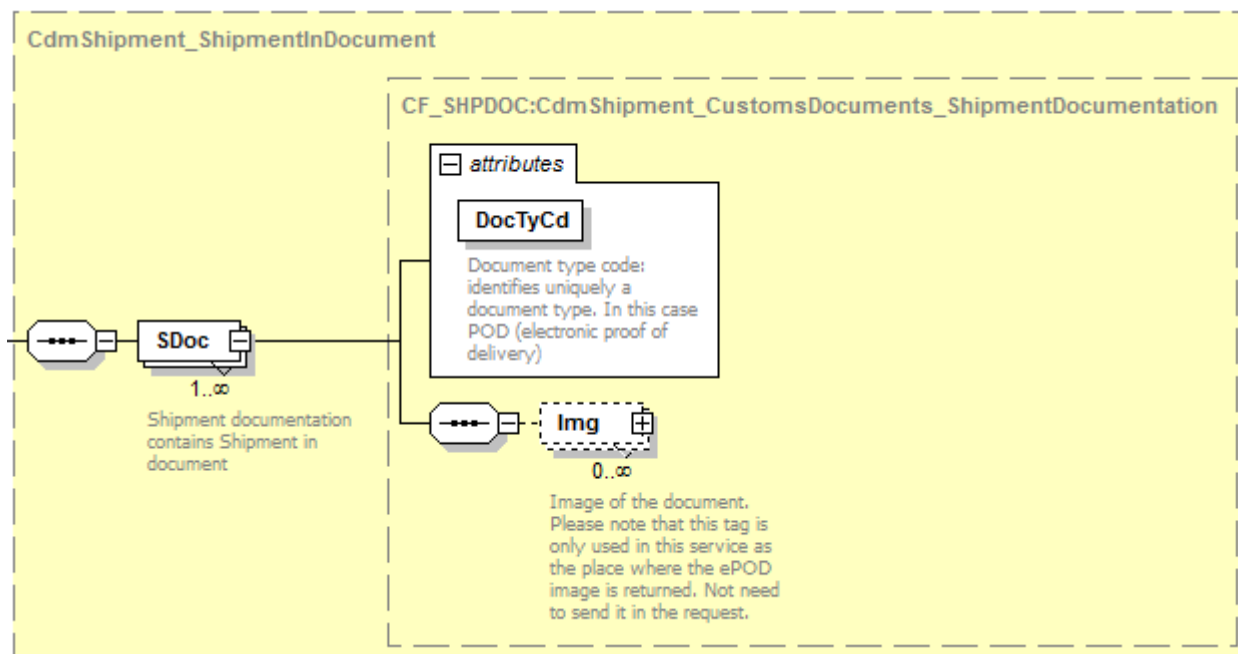 CdmShipment_ShipmentInDocument
CF_SHPDOC:CdmShipment_CustomsDocuments_ShipmentDocumentation
attributes
DocTyCd
Document type code:
identifies uniquely a
document type. In this case
POD (electronic proof of
delivery)
SDoc
1..∞
Shipment documentation
contains Shipment in
document
Img
0..∞
Image of the document.
Please note that this tag is
only used in this service as
the place where the ePOD
image is returned. Not need
to send it in the request.